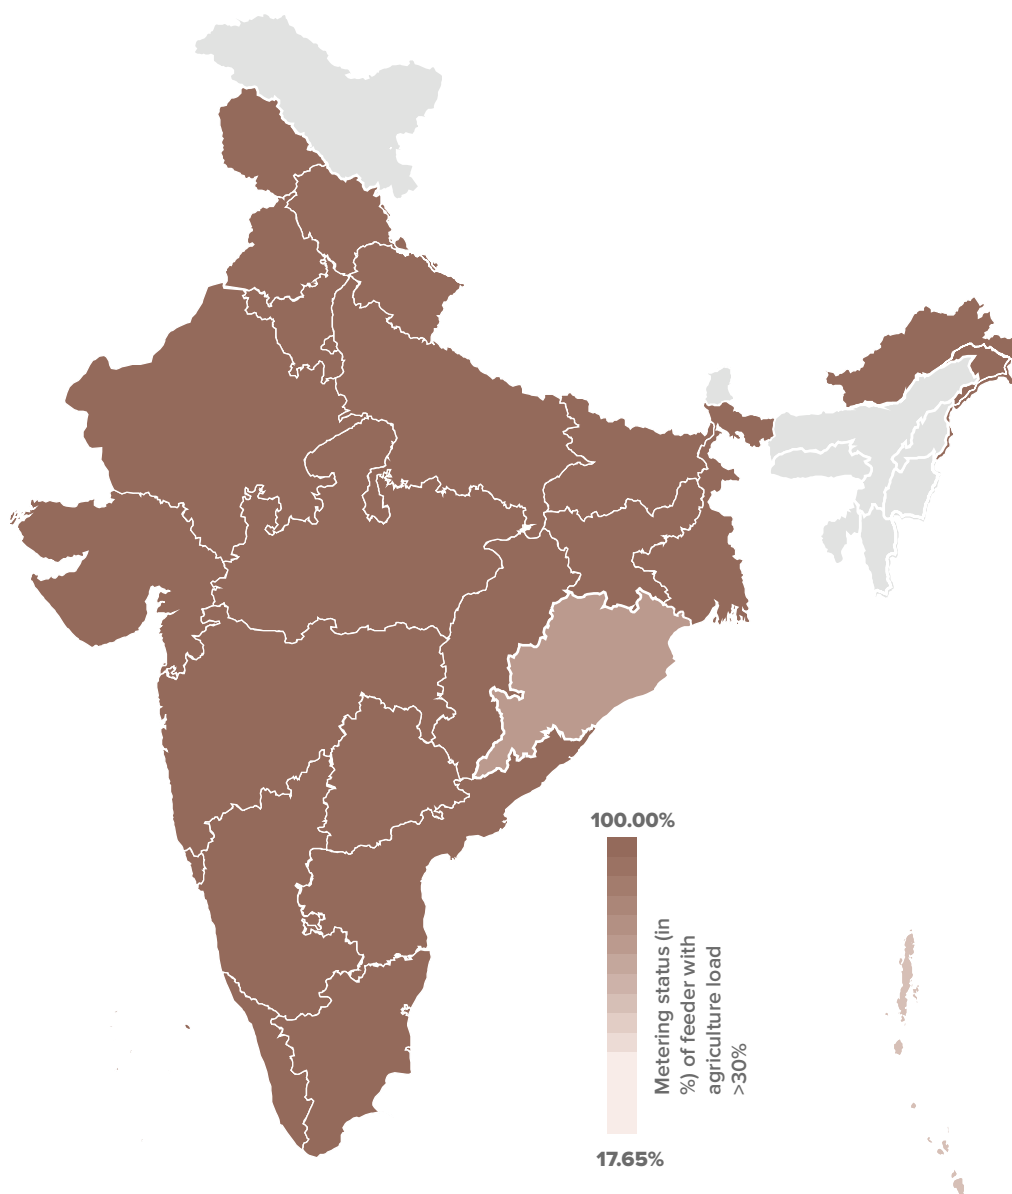 100.00%
Metering status (in
%) of feeder with
agriculture load
>30%
17.65%